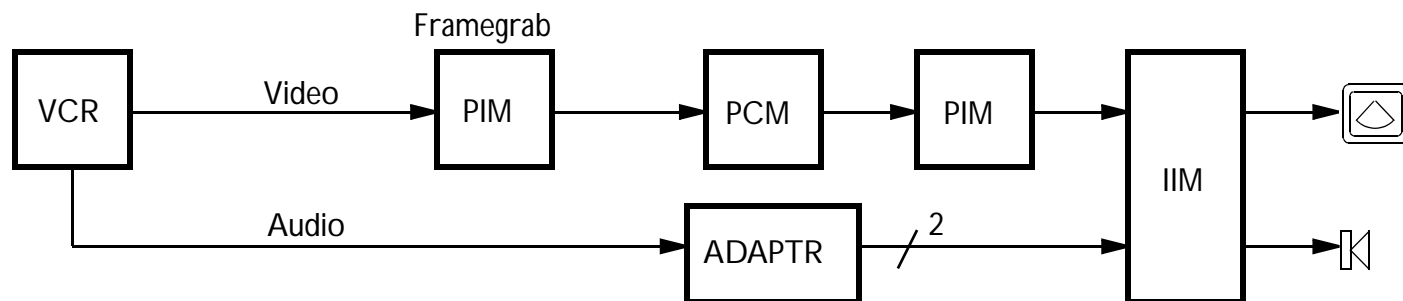 Framegrab
VCR
Video
PIM
PCM
PIM
IIM
Audio
ADAPTR
2